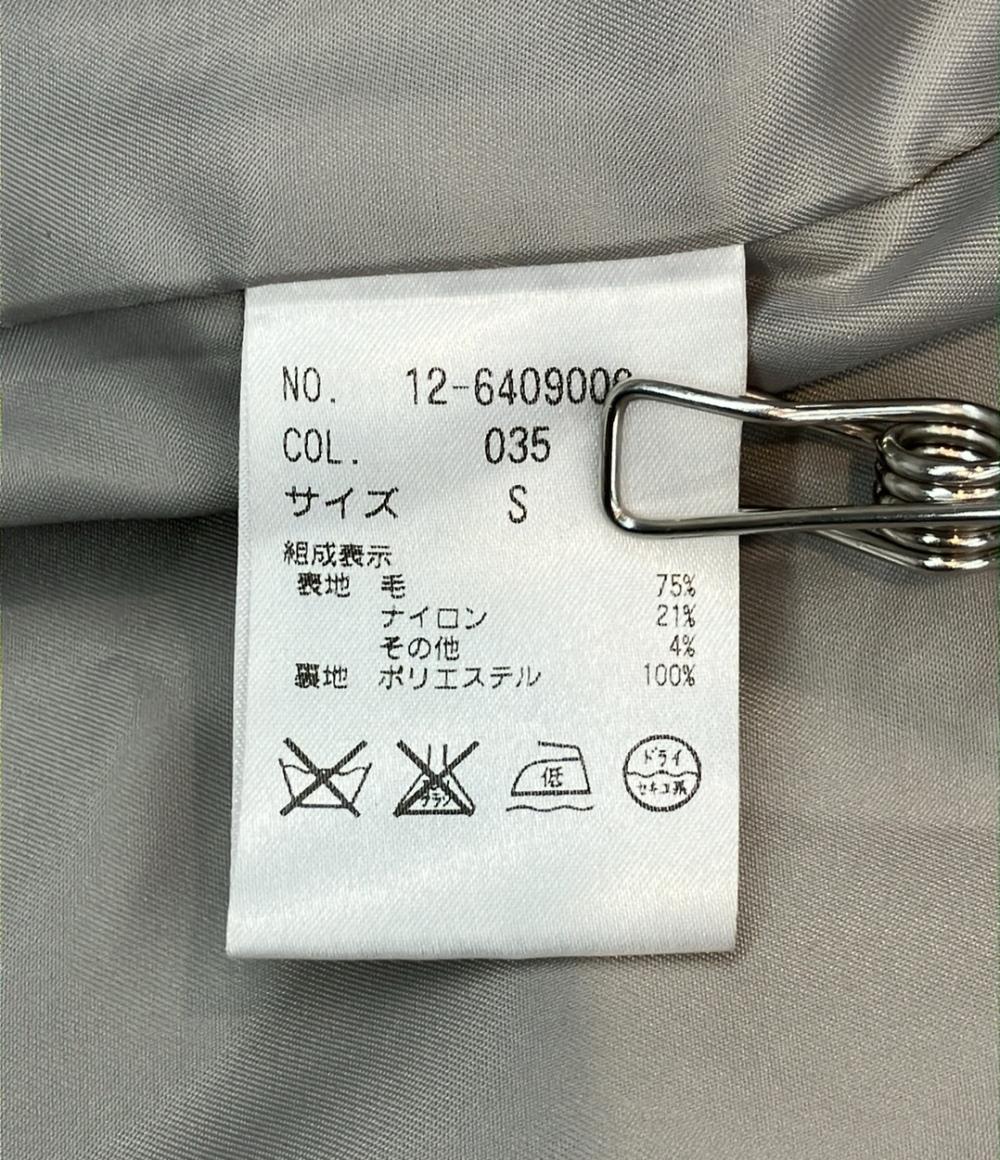 NO. 12-640900
COL. 035
サイズ S
組成表示
表地 毛 75%
ナイロン 21%
その他 4%
裏地 ポリエステル 100%
低
ドライ
セキユ系